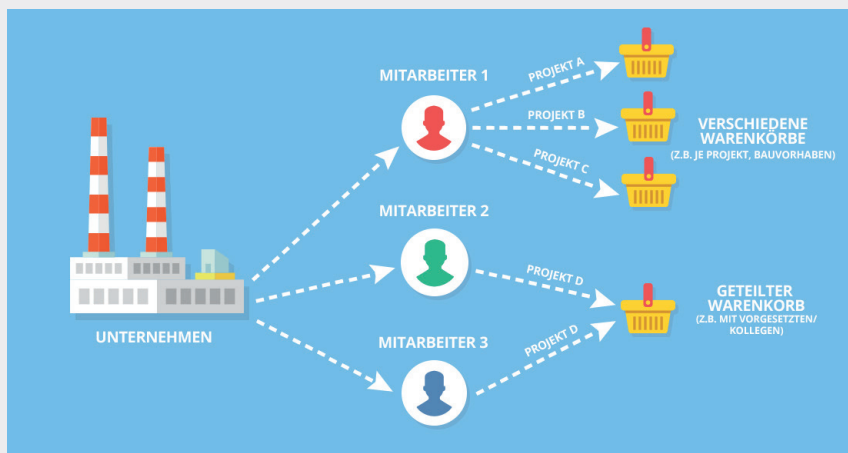 MITARBEITER 1
PROJEKT A
PROJEKT B
PROJEKT C
VERSCHIEDENE
WARENKÖRBE
(Z.B. JE PROJEKT, BAUVORHABEN)
MITARBEITER 2
PROJEKT D
UNTERNEHMEN
MITARBEITER 3
PROJEKT D
GETEILTER
WARENKORB
(Z.B. MIT VORGESETZTEN/
KOLLEGEN)